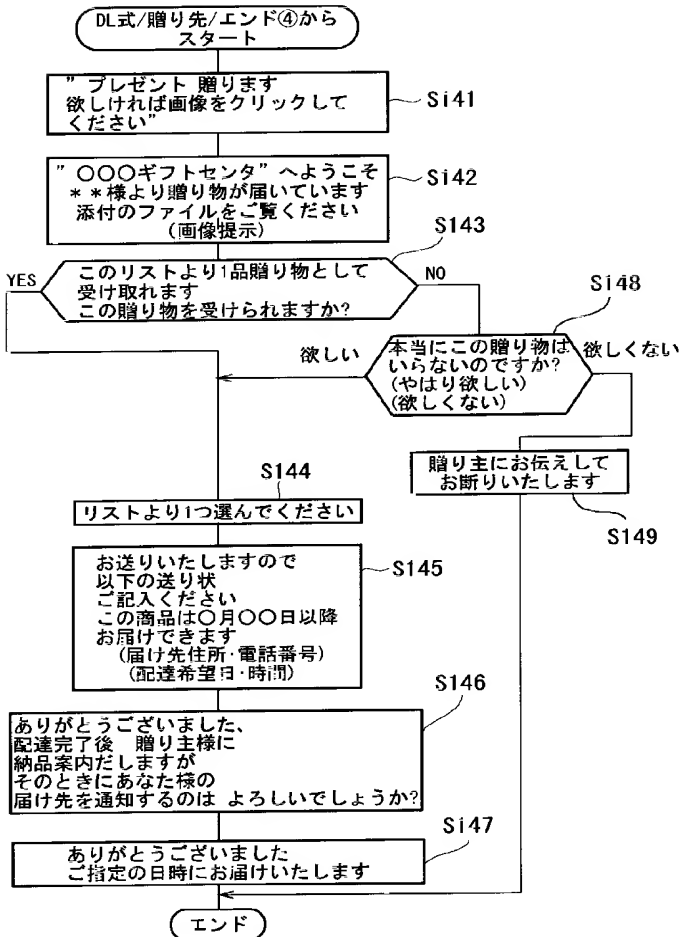 DL式/贈り先/エンド④から
スタート
” プレゼント 贈ります
欲しければ画像をクリックして
ください”
Si41
” 〇〇〇ギフトセンタ” へようこそ
＊＊様より贈り物が届いています
添付のファイルをご覧ください
(画像提示)
Si42
S143
YES
このリストより1品贈り物として
受け取れます
この贈り物を受けられますか?
NO
Si48
欲しい
本当にこの贈り物は
いらないのですか?
(やはり欲しい)
(欲しくない)
欲しくない
贈り主にお伝えして
お断りいたします
S149
S144
リストより1つ選んでください
お送りいたしますので
以下の送り状
ご記入ください
この商品は〇月〇〇日以降
お届けできます
(届け先住所・電話番号)
(配達希望日・時間)
S145
S146
ありがとうございました、
配達完了後 贈り主様に
納品案内だしますが
そのときにあなた様の
届け先を通知するのは よろしいでしょうか?
Si47
ありがとうございました
ご指定の日時にお届けいたします
エンド